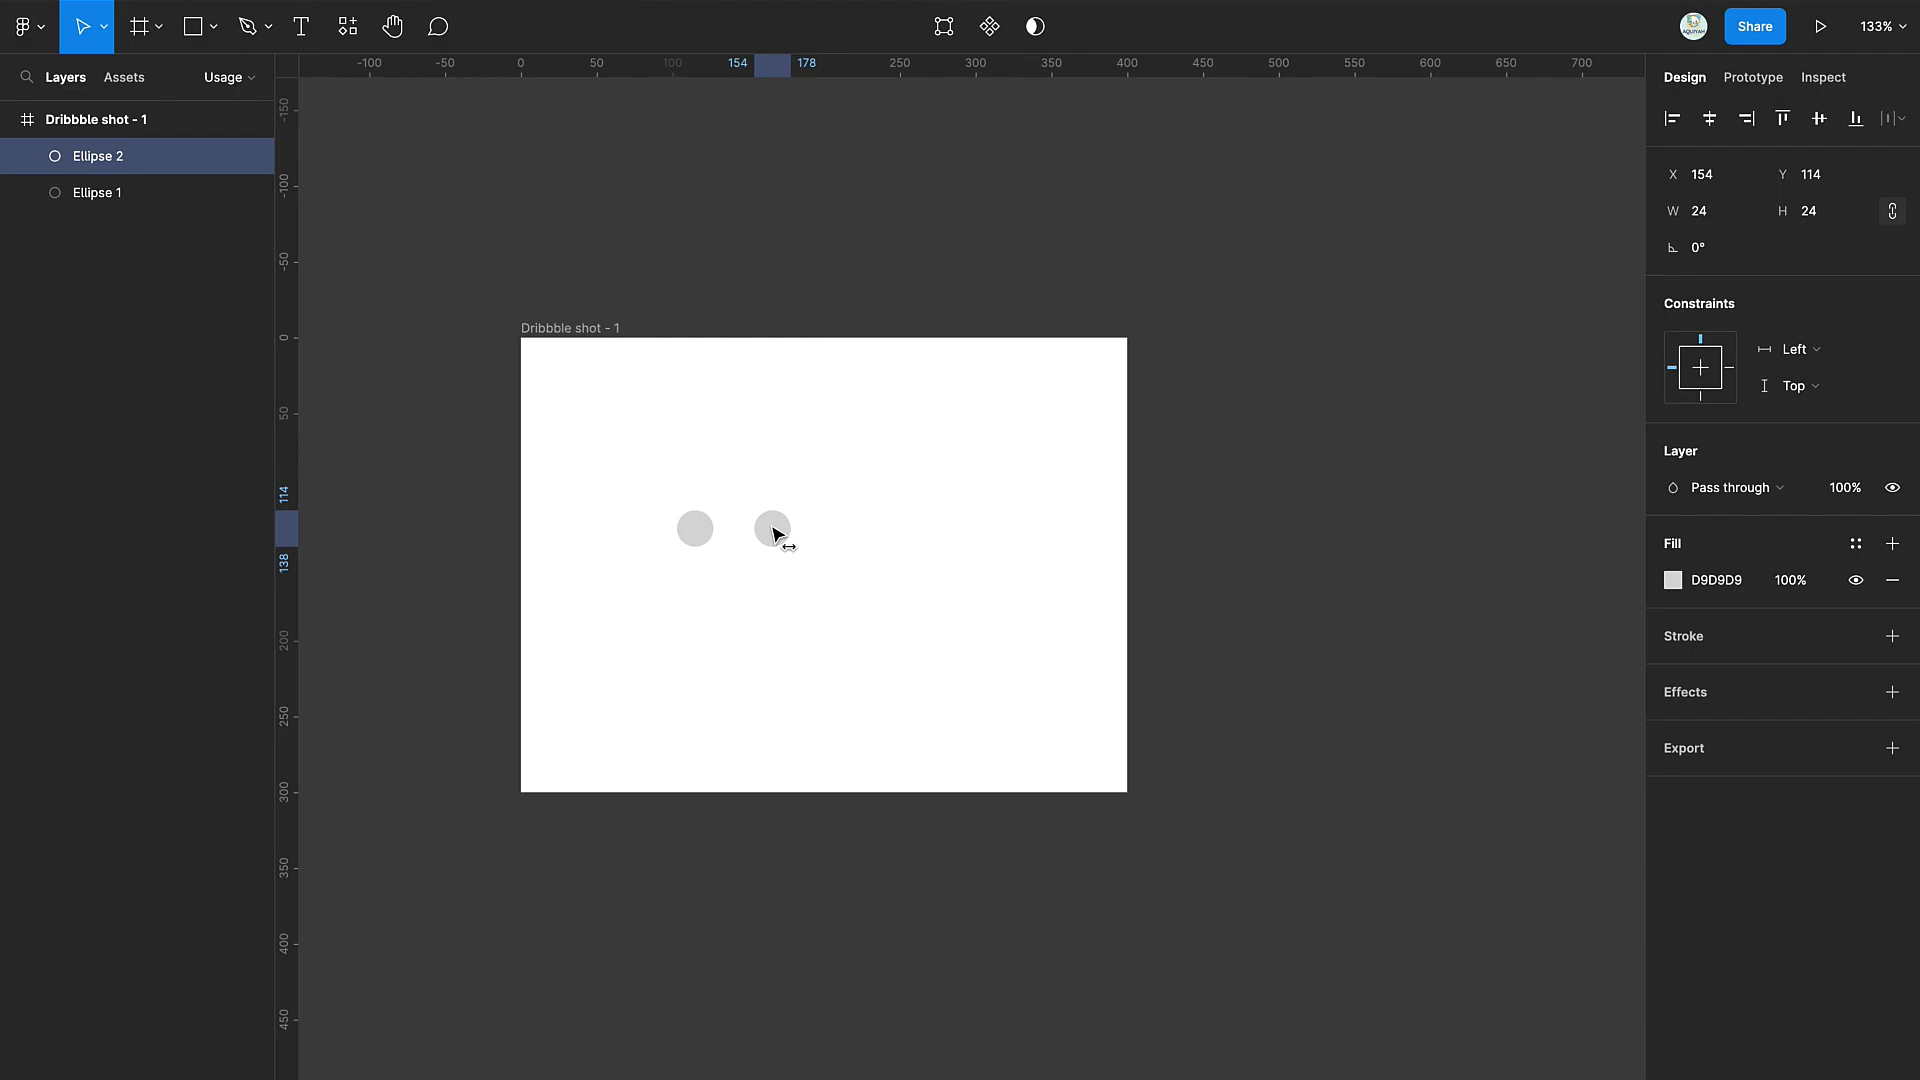 Share
133%
Layers
Assets
Usage
Dribbble shot - 1
Ellipse 2
Ellipse 1
-100
-50
0
50
100
154
178
250
300
350
400
450
500
550
600
650
700
-150
-100
-50
0
50
114
138
200
250
300
350
400
450
Dribbble shot - 1
Design
Prototype
Inspect
X 154
Y 114
W 24
H 24
0°
Constraints
Left
Top
Layer
Pass through
100%
Fill
D9D9D9
100%
Stroke
Effects
Export